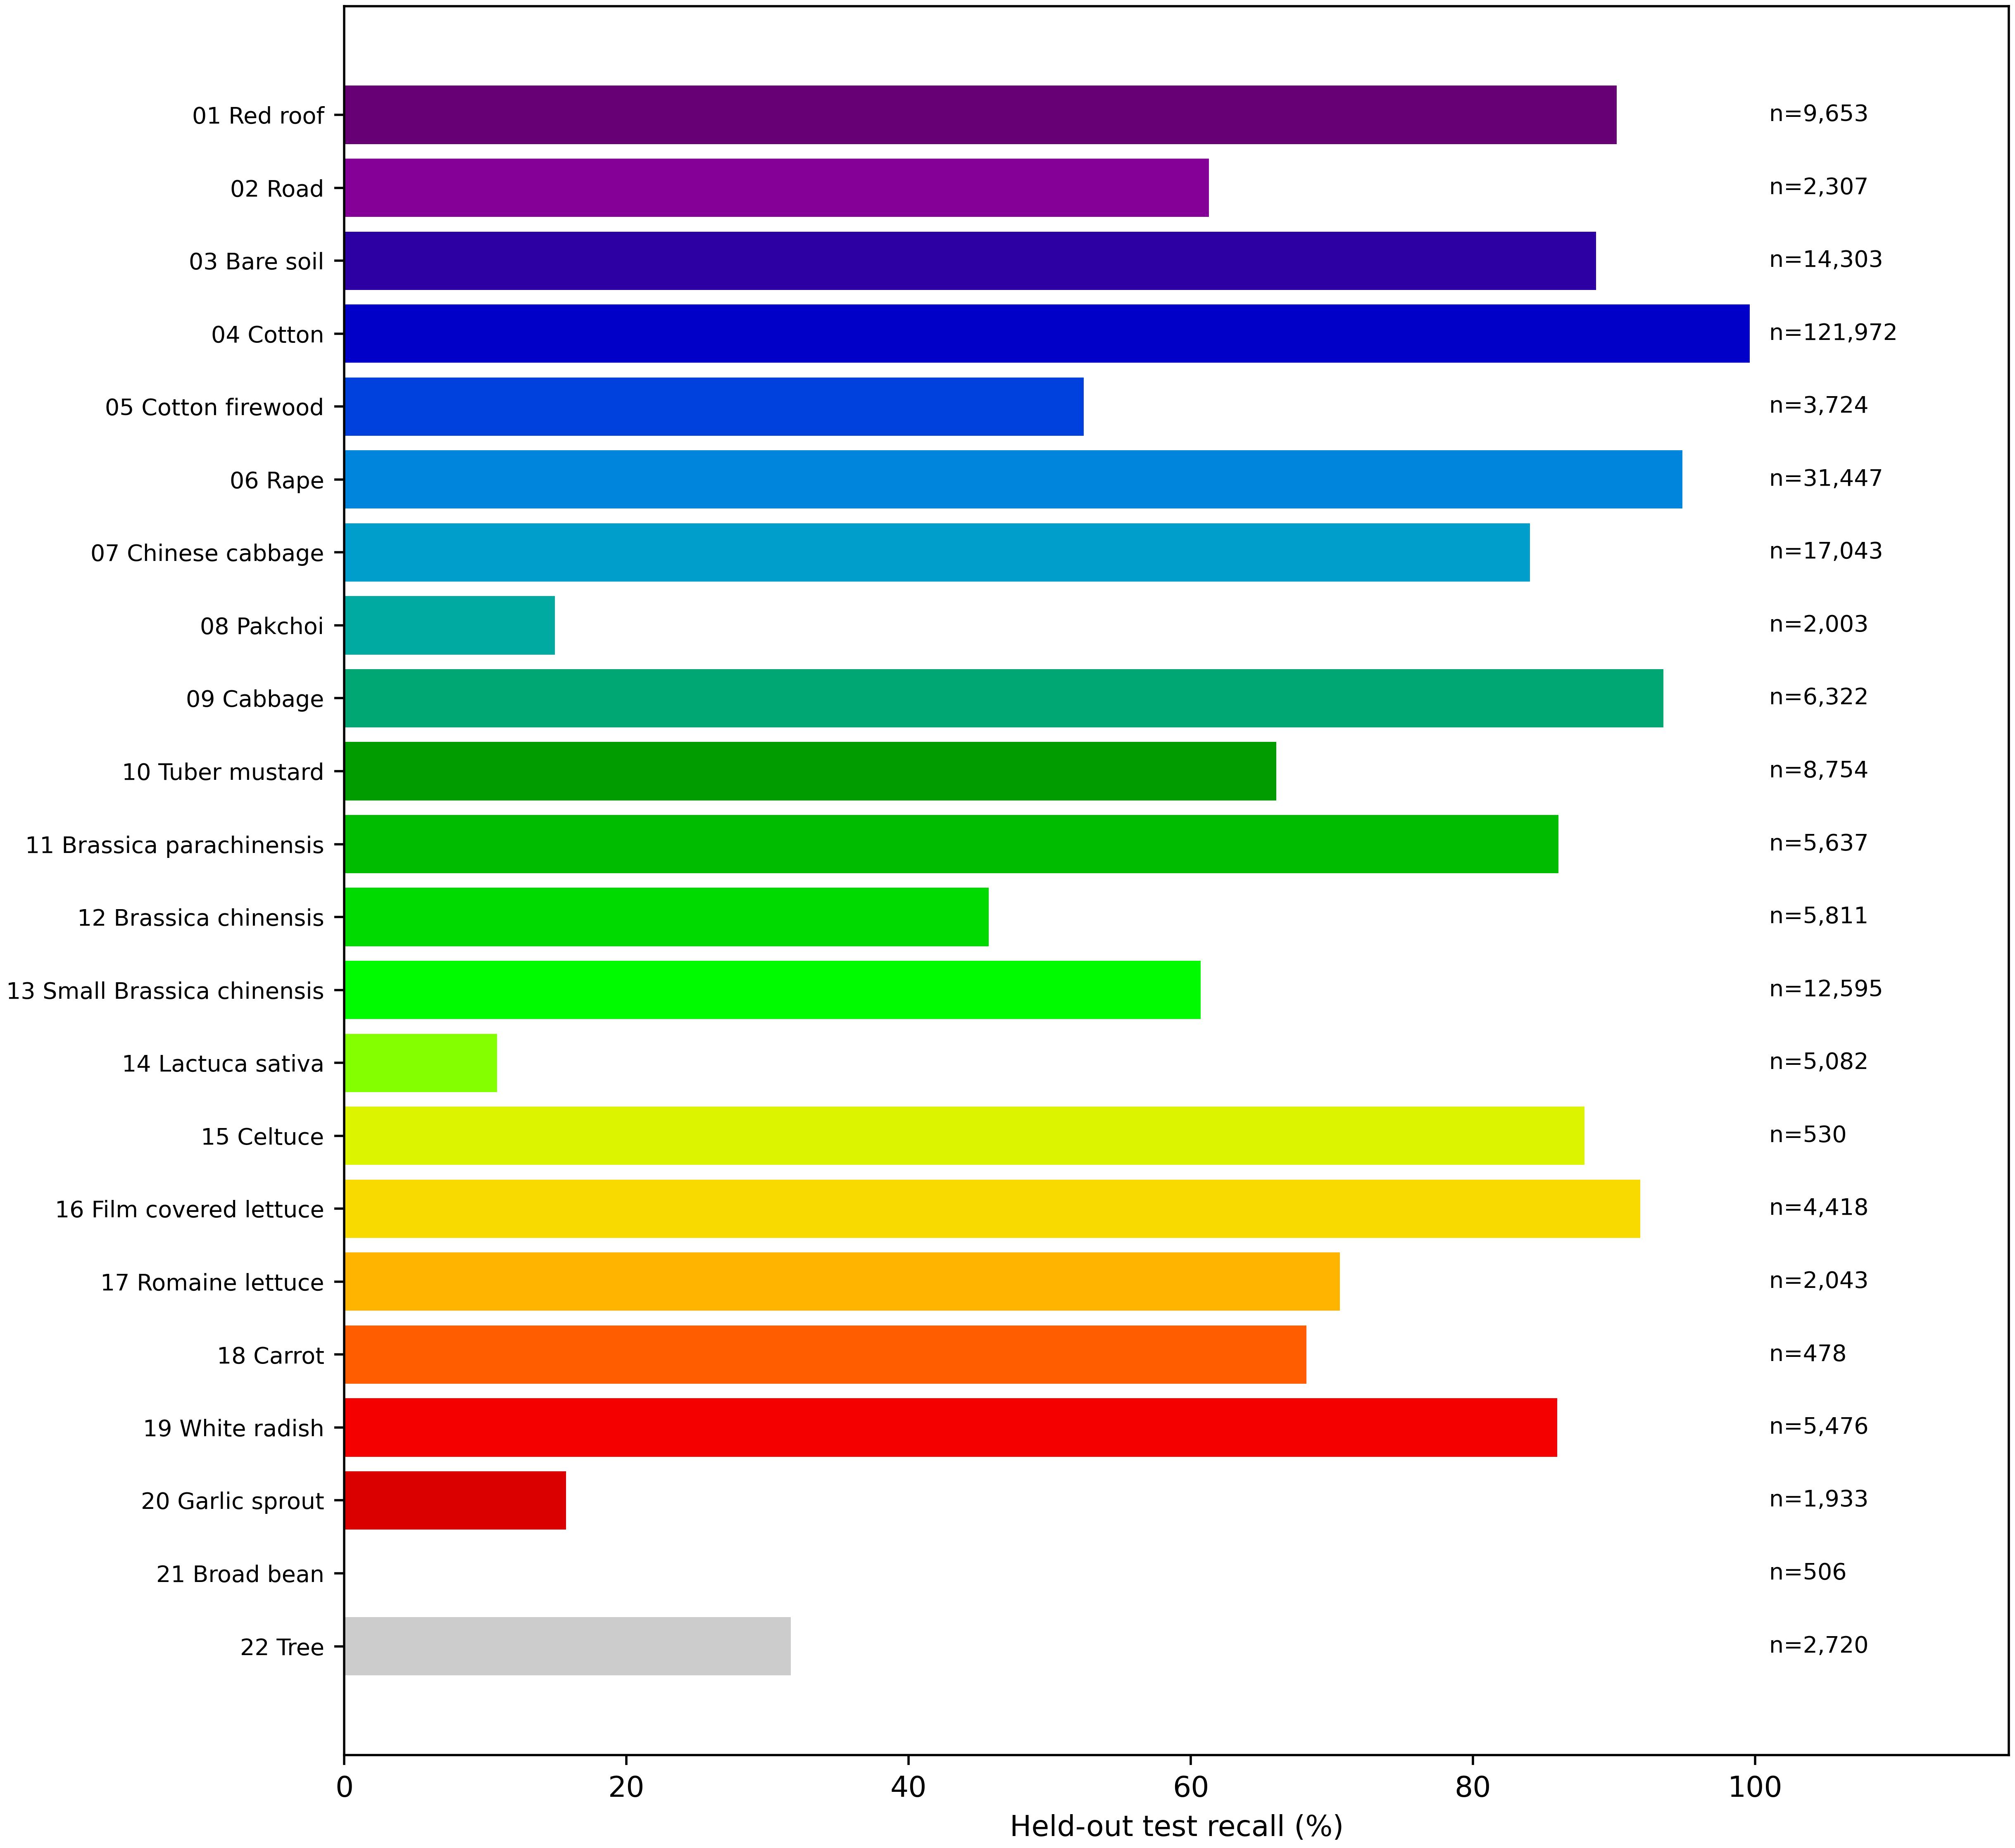 01 Red roof n=9,653
02 Road n=2,307
03 Bare soil n=14,303
04 Cotton n=121,972
05 Cotton firewood n=3,724
06 Rape n=31,447
07 Chinese cabbage n=17,043
08 Pakchoi n=2,003
09 Cabbage n=6,322
10 Tuber mustard n=8,754
11 Brassica parachinensis n=5,637
12 Brassica chinensis n=5,811
13 Small Brassica chinensis n=12,595
14 Lactuca sativa n=5,082
15 Celtuce n=530
16 Film covered lettuce n=4,418
17 Romaine lettuce n=2,043
18 Carrot n=478
19 White radish n=5,476
20 Garlic sprout n=1,933
21 Broad bean n=506
22 Tree n=2,720
0 20 40 60 80 100
Held-out test recall (%)